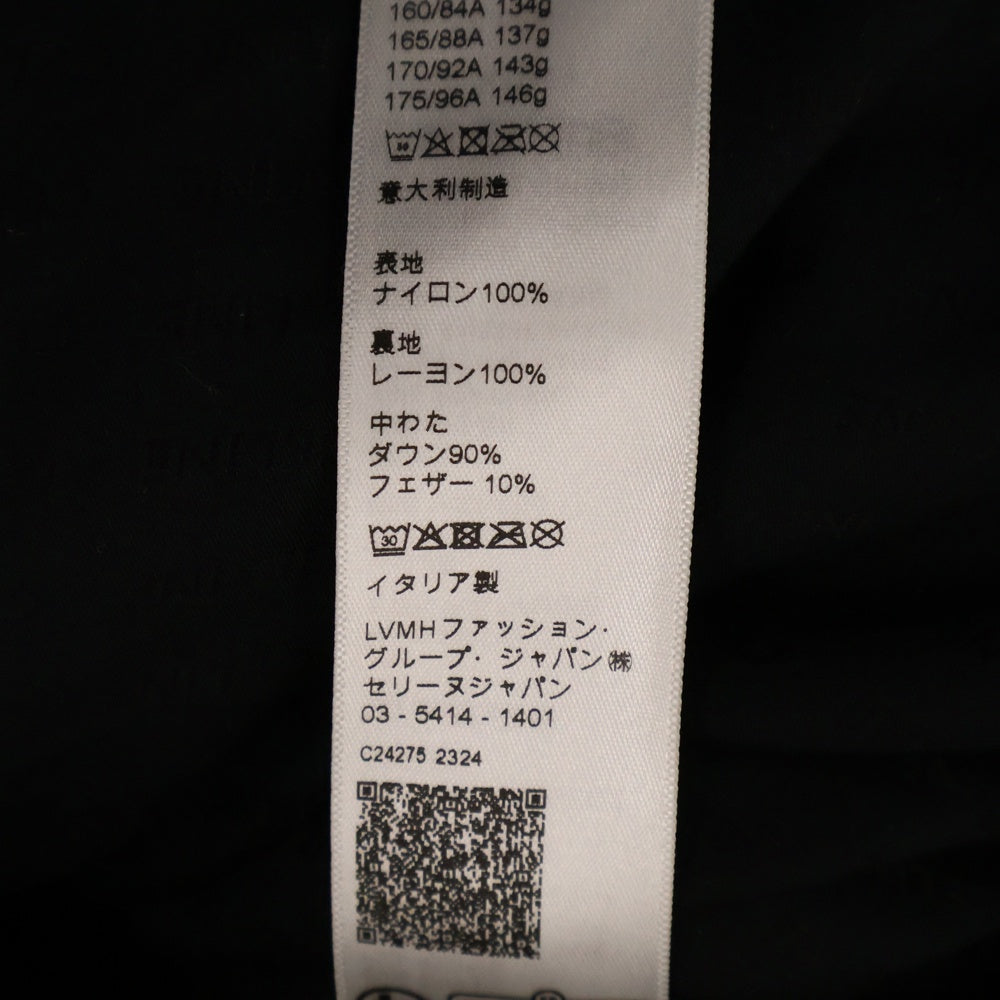 160/84A 134g
165/88A 137g
170/92A 143g
175/96A 146g
30
意大利制造
表地
ナイロン100%
裏地
レーヨン100%
中わた
ダウン90%
フェザー 10%
30
イタリア製
LVMHファッション・
グループ・ジャパン㈱
セリーヌジャパン
03 - 5414 - 1401
C24275 2324